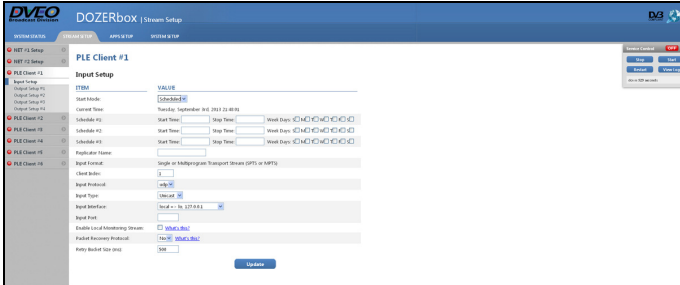 DVEO
Broadcast Division
DOZERbox | Stream Setup
DVB
SYSTEM STATUS STREAM SETUP APPS SETUP SYSTEM SETUP
NET #1 Setup
NET #2 Setup
PLE Client #1
Input Setup
Output Setup #1
Output Setup #2
Output Setup #3
Output Setup #4
PLE Client #2
PLE Client #3
PLE Client #4
PLE Client #5
PLE Client #6
PLE Client #1
Input Setup
ITEM VALUE
Start Mode: Scheduled
Current Time: Tuesday, September 3rd, 2013 21:49:01
Schedule #1: Start Time: Stop Time: Week Days: S M T W T F S
Schedule #2: Start Time: Stop Time: Week Days: S M T W T F S
Schedule #3: Start Time: Stop Time: Week Days: S M T W T F S
Replicator Name:
Input Format: Single or Multiprogram Transport Stream (SPTS or MPTS)
Client Index: 1
Input Protocol: udp
Input Type: Unicast
Input Interface: local <-> lo, 127.0.0.1
Input Port:
Enable Local Monitoring Stream: What's this?
Packet Recovery Protocol: No What's this?
Retry Bucket Size (ms): 500
Update
Service Control OFF
Stop Start
Restart View Log